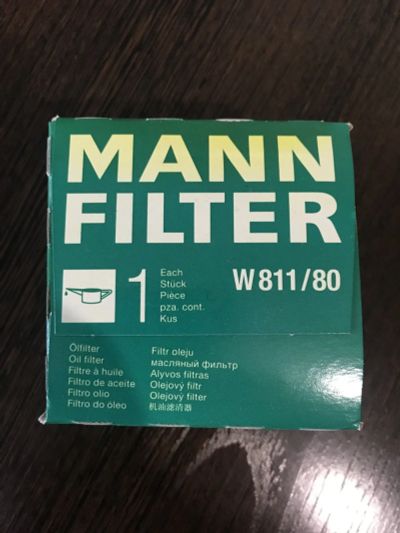 MANN
FILTER
1
Each
Stück
Pièce
pza. cont.
Kus
W811/80
Ölfilter
Oil filter
Filtre à huile
Filtro de aceite
Filtro olio
Filtro do óleo
Filtr oleju
масляный фильтр
Alyvos filtras
Olejový filtr
Olejový filter
机油滤清器